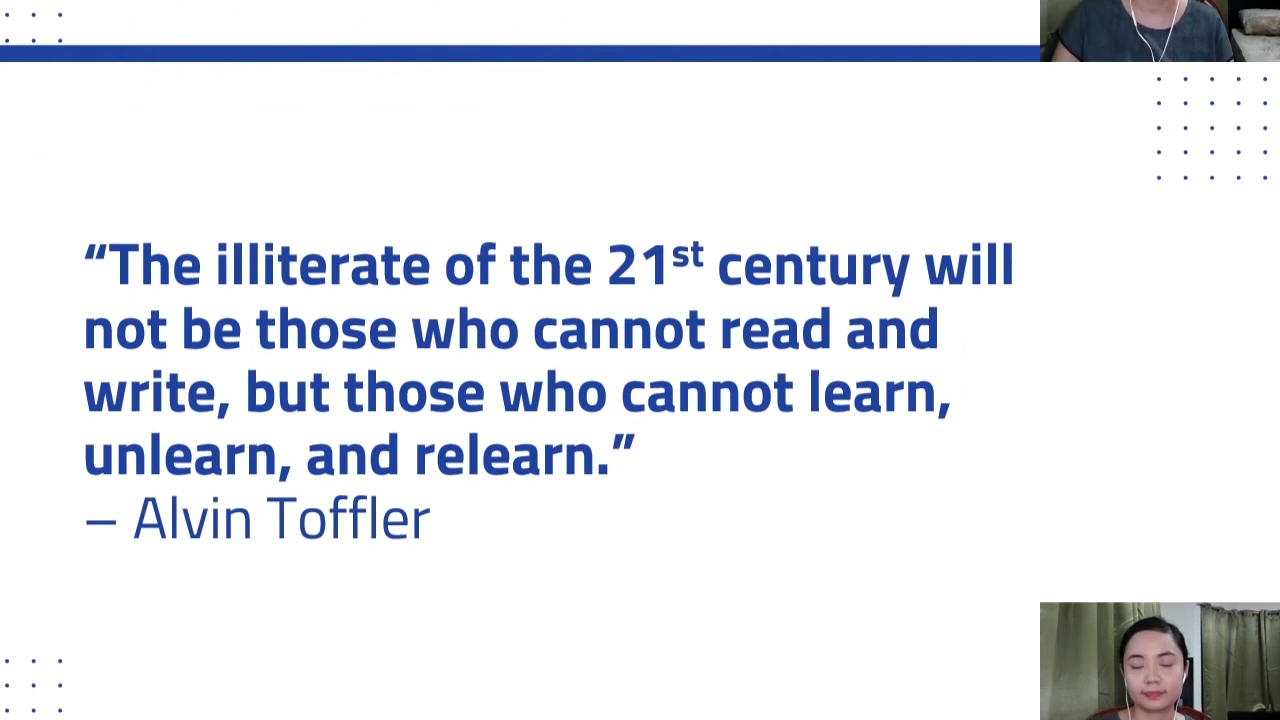 “The illiterate of the 21st century will
not be those who cannot read and
write, but those who cannot learn,
unlearn, and relearn.”
– Alvin Toffler